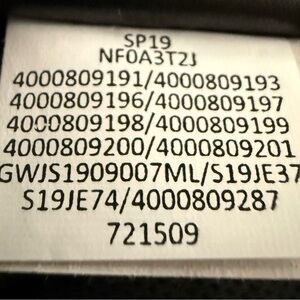 SP19
NF0A3T2J
4000809191/4000809193
4000809196/4000809197
4000809198/4000809199
4000809200/4000809201
GWJS1909007ML/S19JE37
S19JE74/4000809287
721509